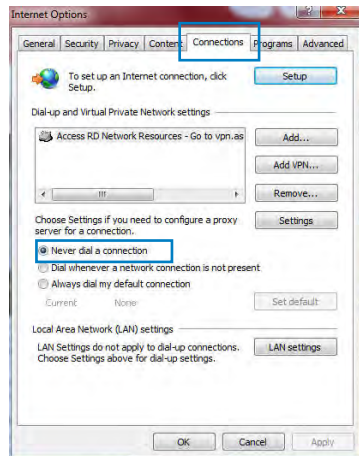 Internet Options
General Security Privacy Content Connections Programs Advanced
To set up an Internet connection, click
Setup.
Setup
Dial-up and Virtual Private Network settings
Access RD Network Resources - Go to vpn.as
Add...
Add VPN...
Remove...
Choose Settings if you need to configure a proxy
server for a connection.
Settings
Never dial a connection
Dial whenever a network connection is not present
Always dial my default connection
Current None
Set default
Local Area Network (LAN) settings
LAN Settings do not apply to dial-up connections.
Choose Settings above for dial-up settings.
LAN settings
OK Cancel Apply